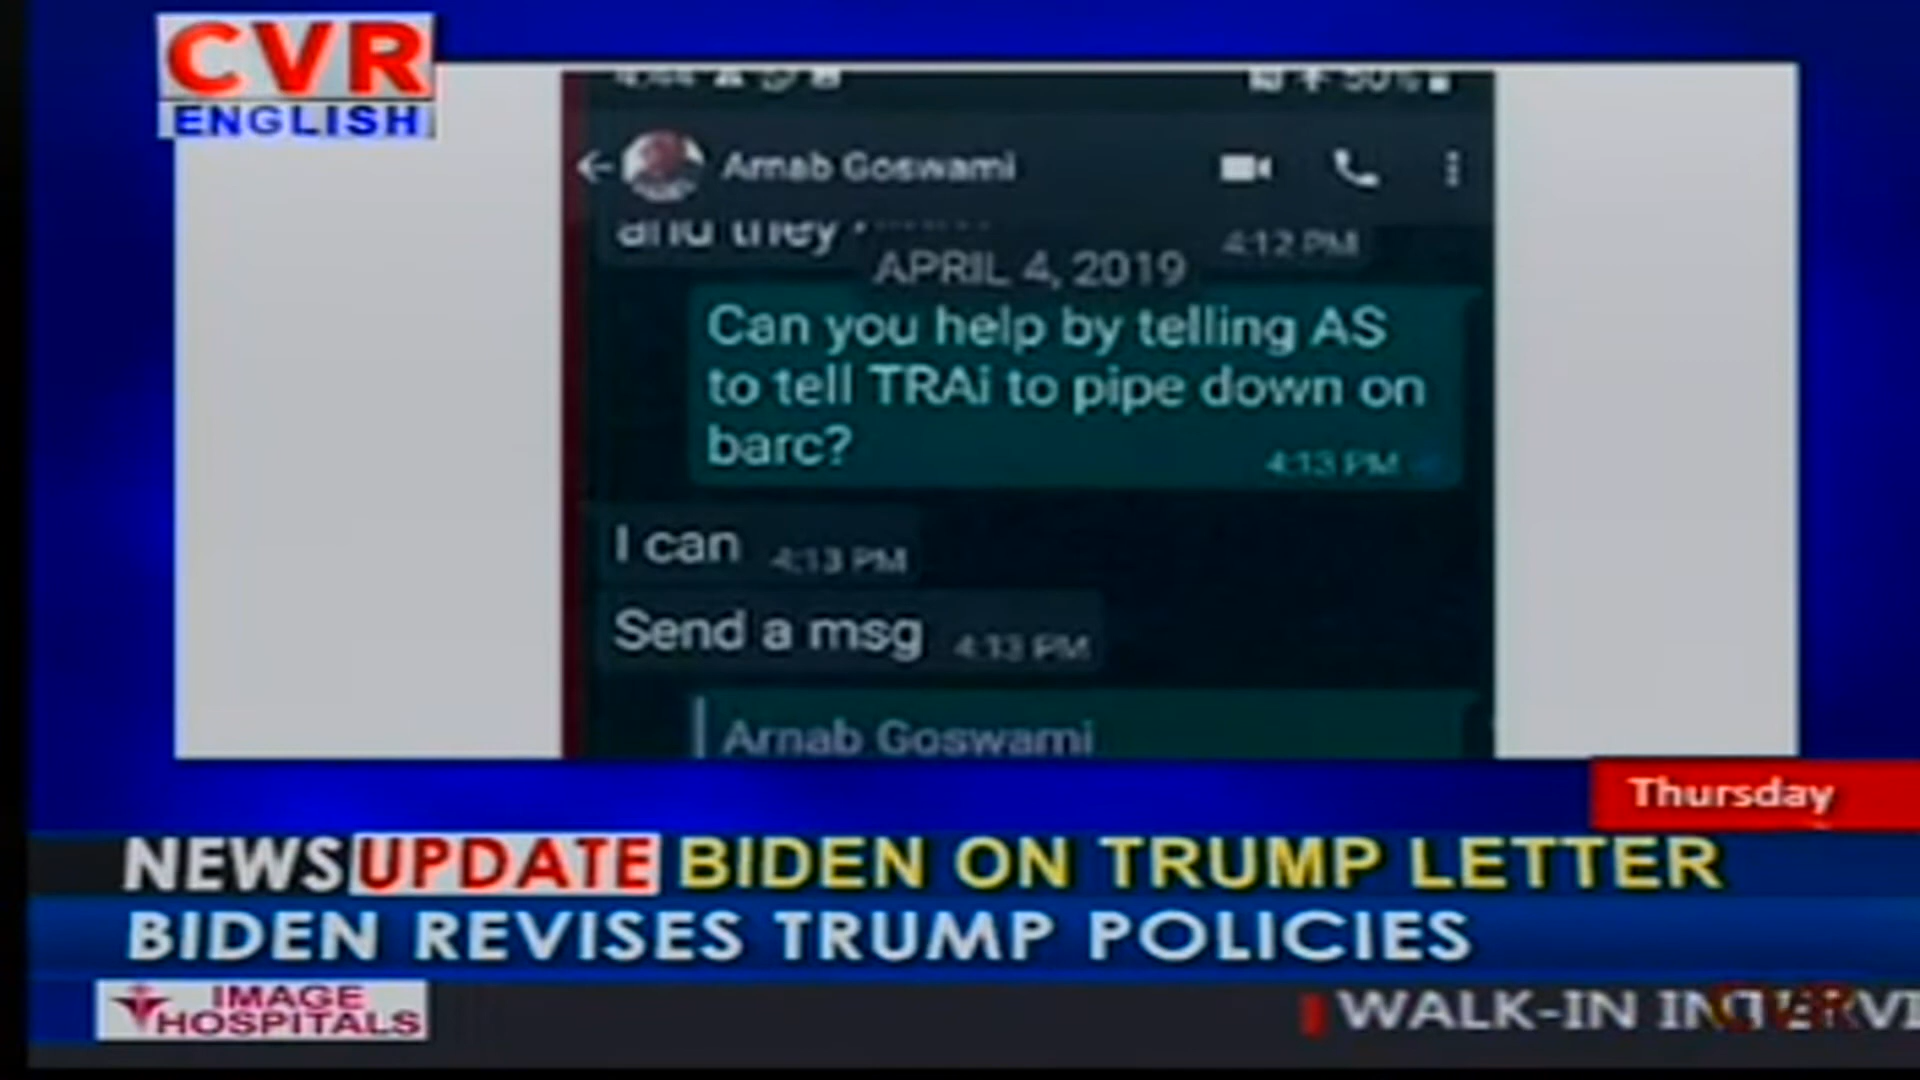 CVR
ENGLISH
Arnab Goswami
and they
4:12 PM
APRIL 4, 2019
Can you help by telling AS
to tell TRAi to pipe down on
barc?
4:13 PM
I can 4:13 PM
Send a msg 4:13 PM
Arnab Goswami
Thursday
NEWS UPDATE BIDEN ON TRUMP LETTER
BIDEN REVISES TRUMP POLICIES
IMAGE
HOSPITALS
WALK-IN